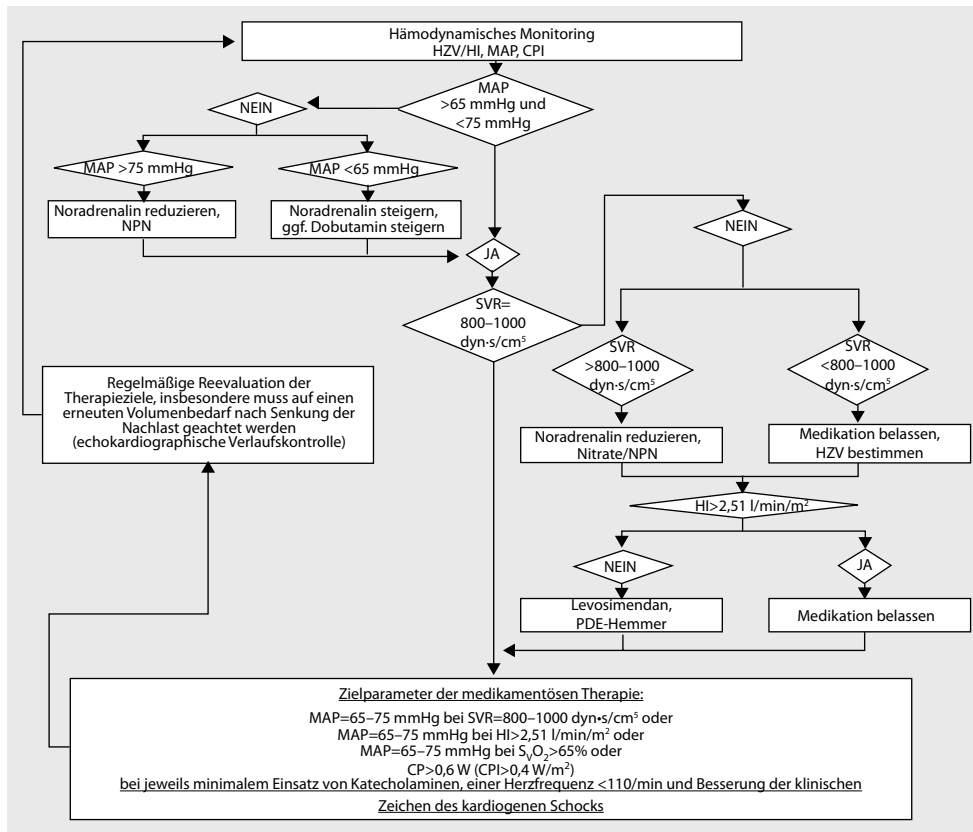 Hämodynamisches Monitoring
HZV/HI, MAP, CPI
MAP
>65 mmHg und
<75 mmHg
NEIN
MAP >75 mmHg
MAP <65 mmHg
Noradrenalin reduzieren,
NPN
Noradrenalin steigern,
ggf. Dobutamin steigern
JA
SVR=
800–1000
dyn·s/cm⁵
NEIN
SVR
>800–1000
dyn·s/cm⁵
SVR
<800–1000
dyn·s/cm⁵
Noradrenalin reduzieren,
Nitrate/NPN
Medikation belassen,
HZV bestimmen
HI>2,51 l/min/m²
NEIN
JA
Levosimendan,
PDE-Hemmer
Medikation belassen
Regelmäßige Reevaluation der
Therapieziele, insbesondere muss auf einen
erneuten Volumenbedarf nach Senkung der
Nachlast geachtet werden
(echokardiographische Verlaufskontrolle)
Zielparameter der medikamentösen Therapie:
MAP=65–75 mmHg bei SVR=800–1000 dyn•s/cm⁵ oder
MAP=65–75 mmHg bei HI>2,51 l/min/m² oder
MAP=65–75 mmHg bei SᵥO₂>65% oder
CP>0,6 W (CPI>0,4 W/m²)
bei jeweils minimalem Einsatz von Katecholaminen, einer Herzfrequenz <110/min und Besserung der klinischen
Zeichen des kardiogenen Schocks